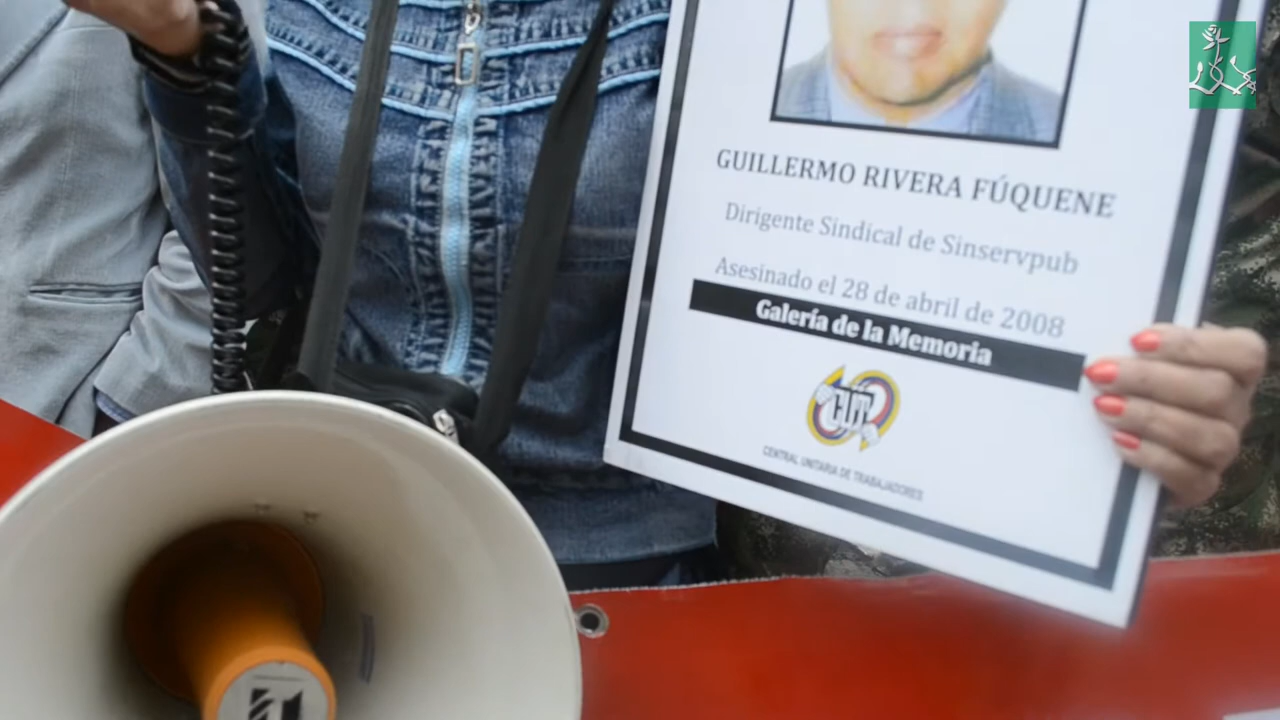 GUILLERMO RIVERA FÚQUENE
Dirigente Sindical de Sinservpub
Asesinado el 28 de abril de 2008
Galería de la Memoria
CUT
CENTRAL UNITARIA DE TRABAJADORES